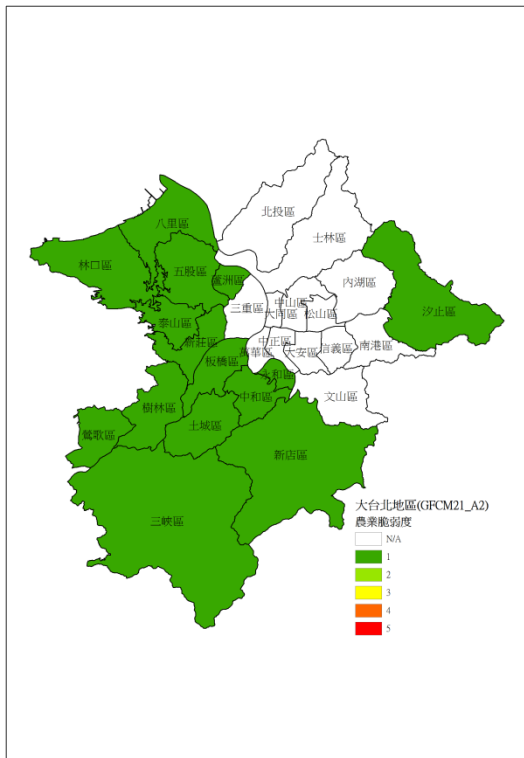 北投區
士林區
八里區
林口區
五股區
蘆洲區
內湖區
汐止區
三重區
中山區
大同區
松山區
泰山區
新莊區
中正區
萬華區
大安區
信義區
南港區
板橋區
永和區
中和區
文山區
樹林區
土城區
鶯歌區
新店區
三峽區
大台北地區(GFCM21_A2)
農業脆弱度
N/A
1
2
3
4
5